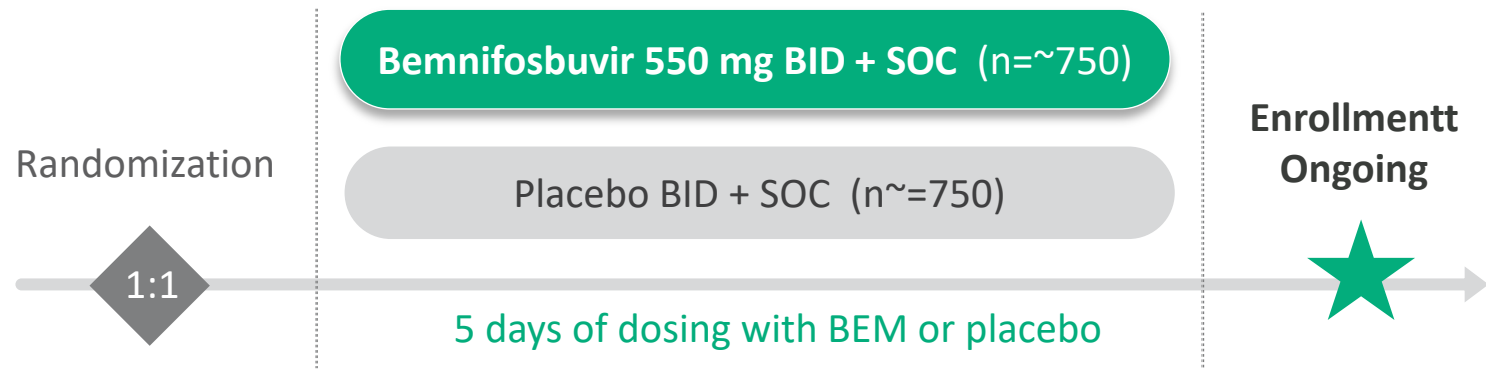 Randomization
1:1
Bemnifosbuvir 550 mg BID + SOC (n=~750)
Placebo BID + SOC (n~=750)
5 days of dosing with BEM or placebo
Enrollmentt
Ongoing